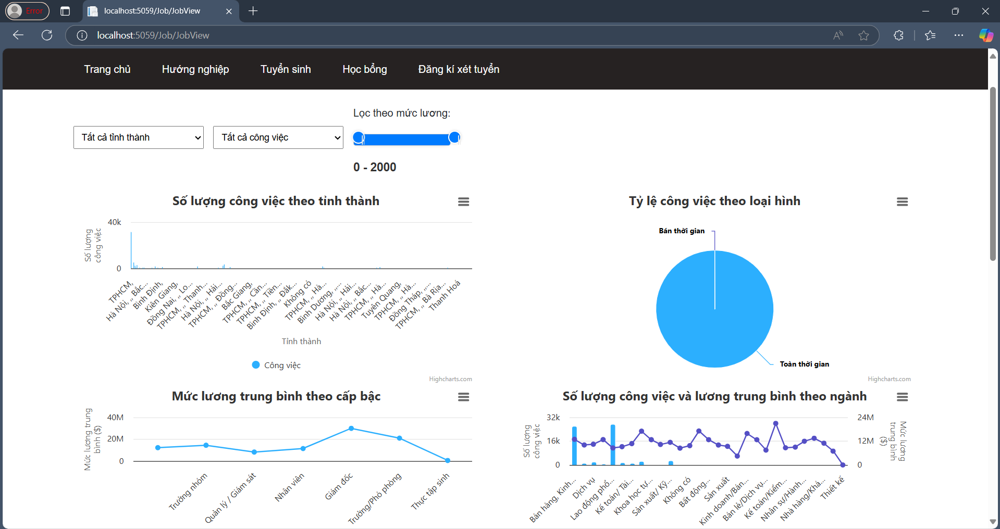 Error
localhost:5059/Job/JobView
localhost:5059/Job/JobView
Trang chủ
Hướng nghiệp
Tuyển sinh
Học bổng
Đăng kí xét tuyển
Lọc theo mức lương:
Tất cả tỉnh thành
Tất cả công việc
0 - 2000
Số lượng công việc theo tỉnh thành
Số lượng
công việc
40k
0
TPHCM,
Hà Nội, ,, Bắc...
Bình Định,
Kiên Giang,
Đồng Nai, ,, Lo...
TPHCM, ,, Thanh...
Hà Nội, ,, Hải...
TPHCM, ,, Đồng...
Bắc Giang,
TPHCM, ,, Cần...
TPHCM, ,, Tiền...
Bình Định, ,, Đắk...
Không có
TPHCM, ,, Hà...
Bình Dương, ,,...
Hà Nội, ,, Hải...
Hà Nội, ,, Bắc...
TPHCM, ,, Hà...
Tuyên Quang,
TPHCM, ,, Hà...
Đồng Tháp, ,,...
TPHCM, ,, Bà Rịa...
Thanh Hoá
Tỉnh thành
Công việc
Highcharts.com
Tỷ lệ công việc theo loại hình
Bán thời gian
Toàn thời gian
Highcharts.com
Mức lương trung bình theo cấp bậc
Mức lương trung
bình ($)
40M
20M
0
Trưởng nhóm
Quản lý / Giám sát
Nhân viên
Giám đốc
Trưởng/Phó phòng
Thực tập sinh
Số lượng công việc và lương trung bình theo ngành
Số lượng
công việc
32k
16k
0
24M
12M
0
Mức lương
trung bình
($)
Bán hàng, Kinh...
Dịch vụ
Lao động phổ...
Kế toán/ Tài...
Khoa học tự...
Sản xuất/ Kỹ...
Không có
Bất động...
Sản xuất
Kinh doanh/Bán...
Bán lẻ/Dịch vụ...
Kế toán/Kiểm...
Nhân sự/Hành...
Nhà hàng/Khá...
Thiết kế